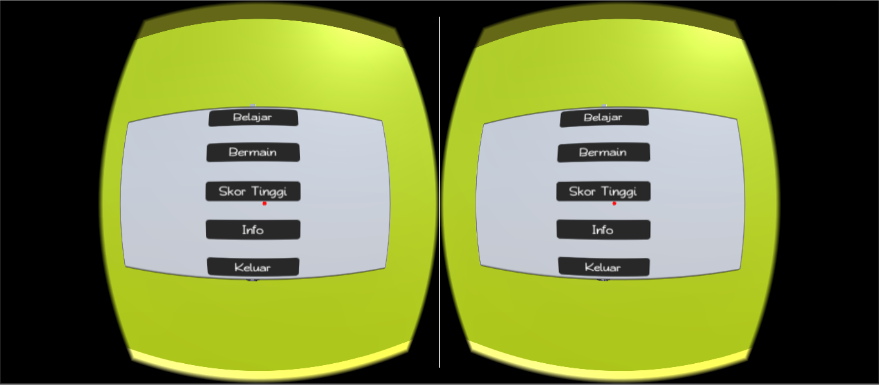 Belajar
Bermain
Skor Tinggi
Info
Keluar
Belajar
Bermain
Skor Tinggi
Info
Keluar